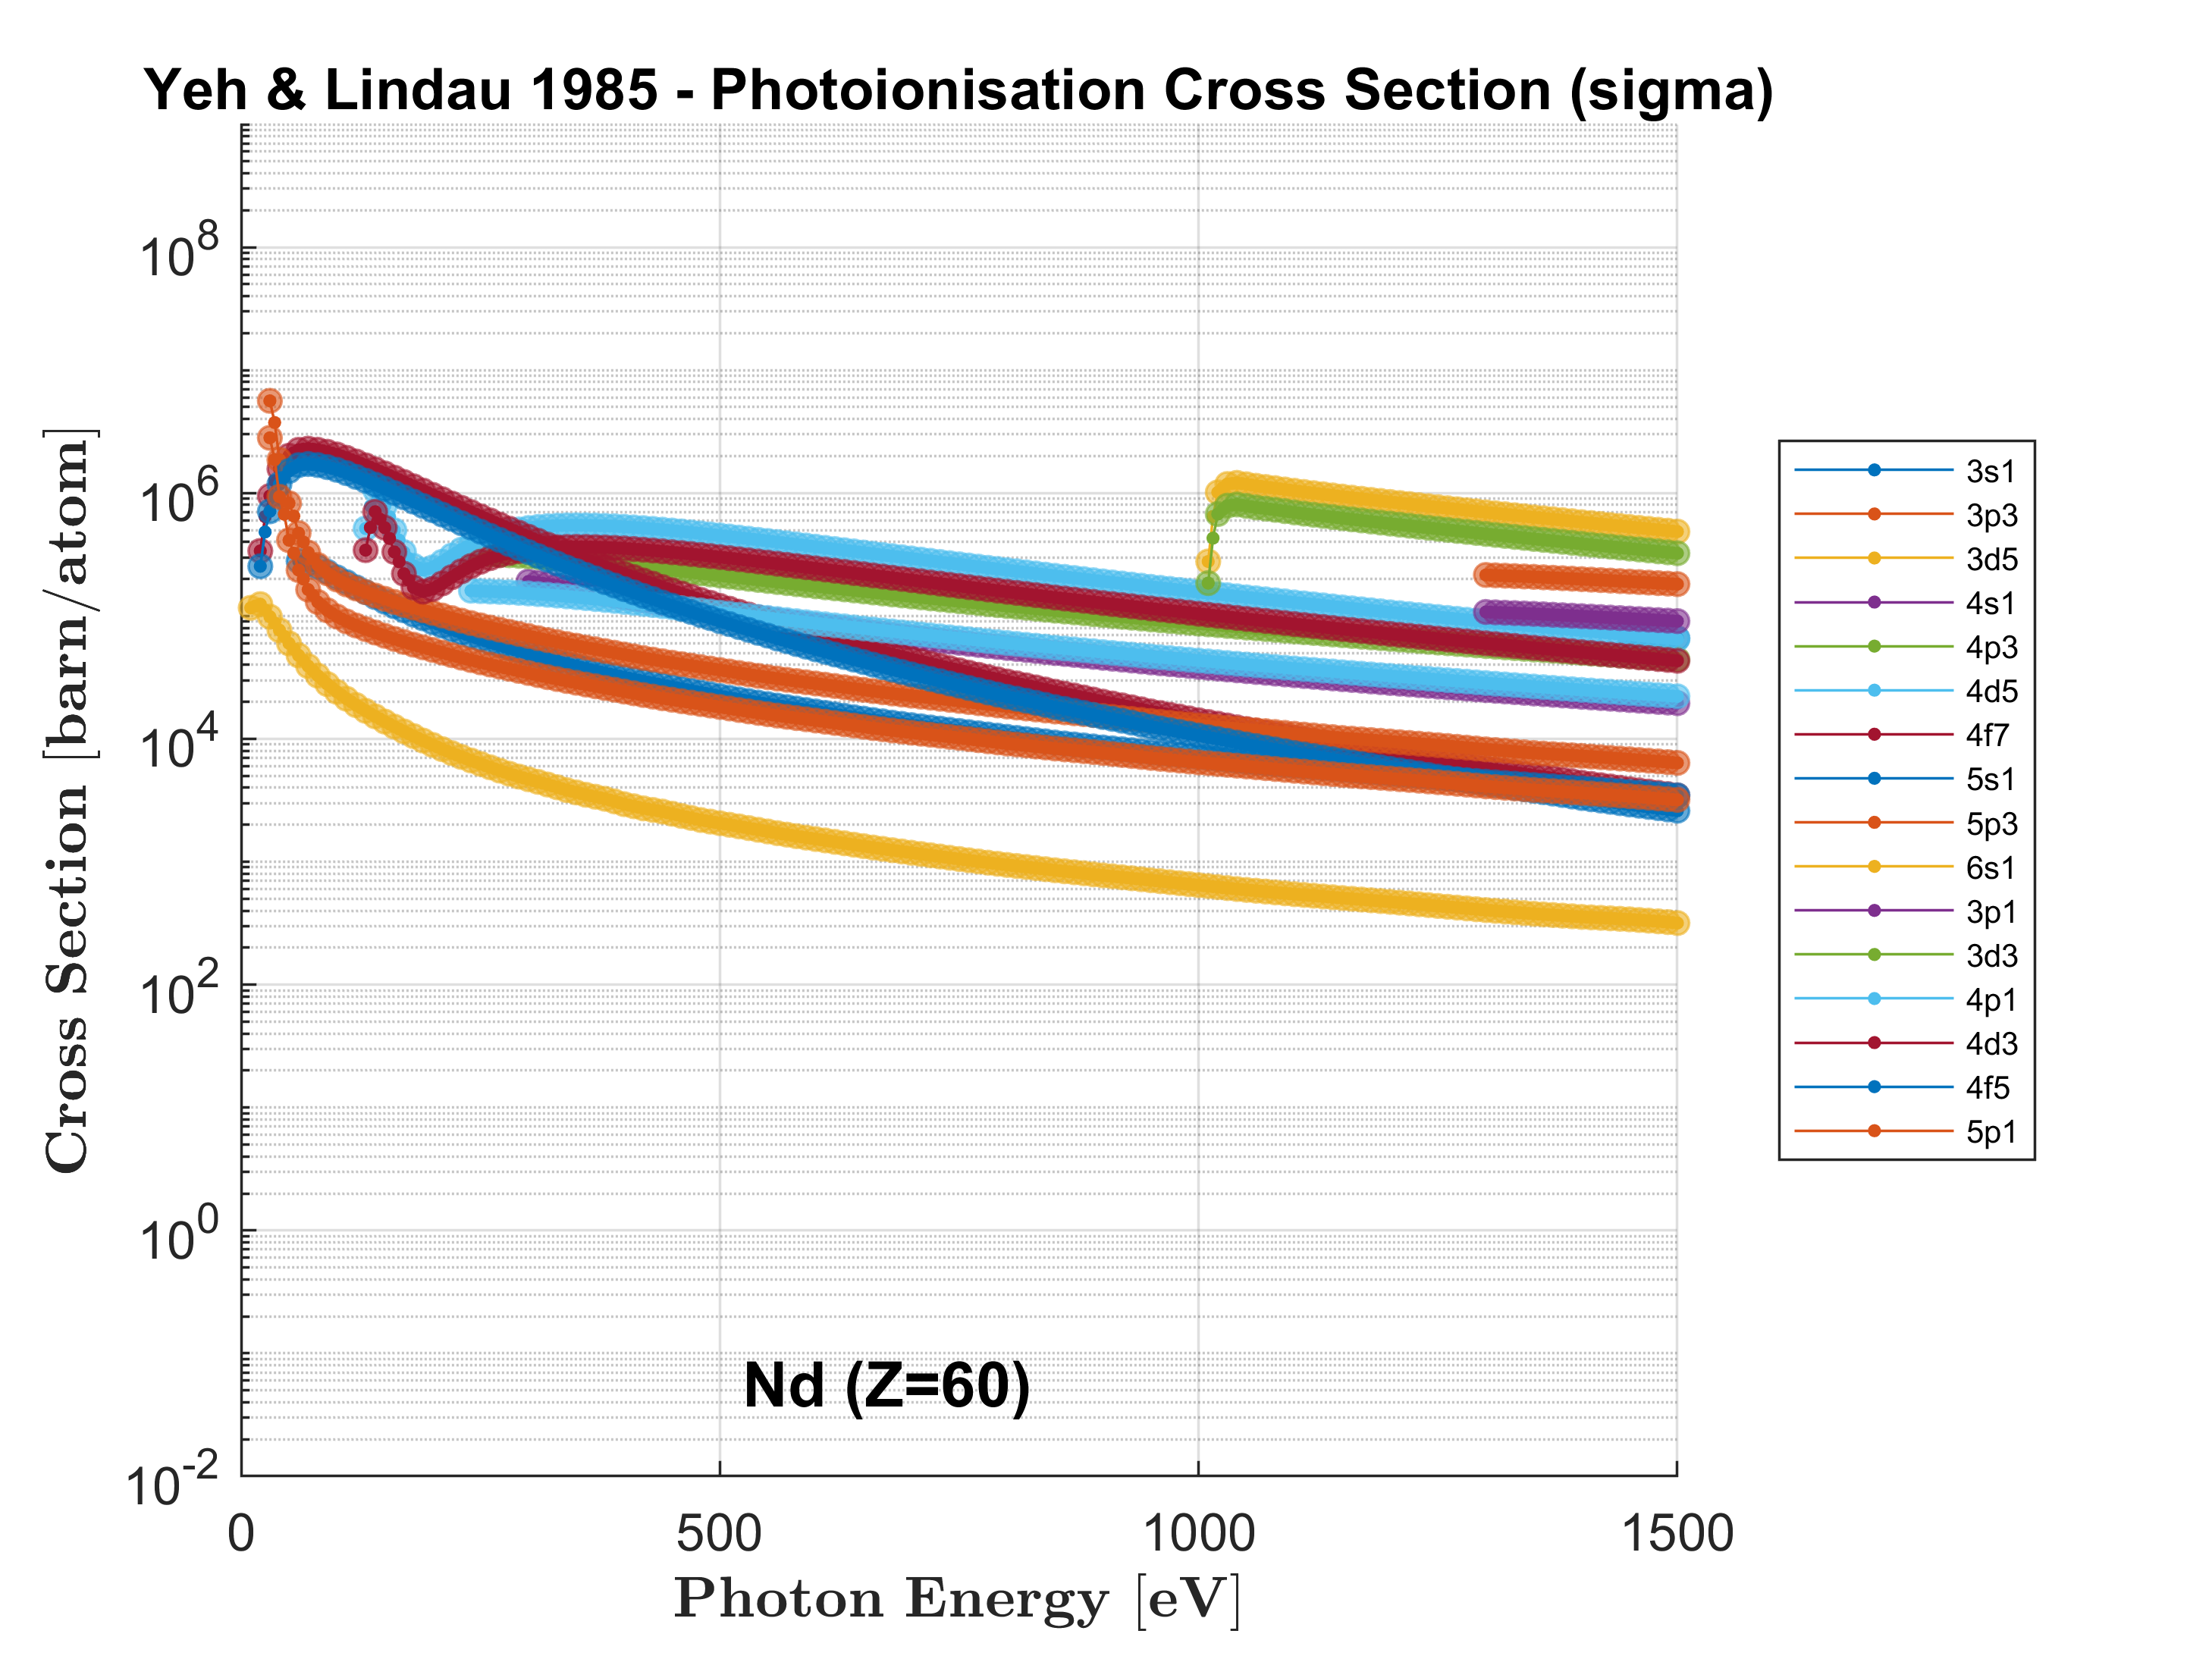 Yeh & Lindau 1985 - Photoionisation Cross Section (sigma)
Cross Section [barn/atom]
10^8
10^6
10^4
10^2
10^0
10^-2
0 500 1000 1500
Photon Energy [eV]
Nd (Z=60)
3s1
3p3
3d5
4s1
4p3
4d5
4f7
5s1
5p3
6s1
3p1
3d3
4p1
4d3
4f5
5p1